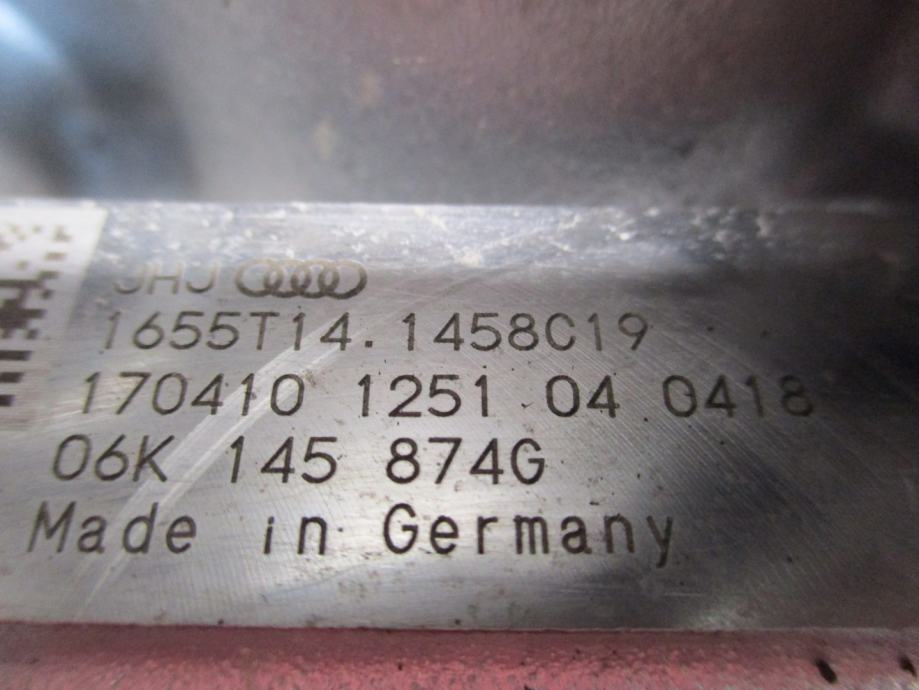 JHJ
1655T14.1458C19
170410 1251 04 0418
06K 145 874G
Made in Germany